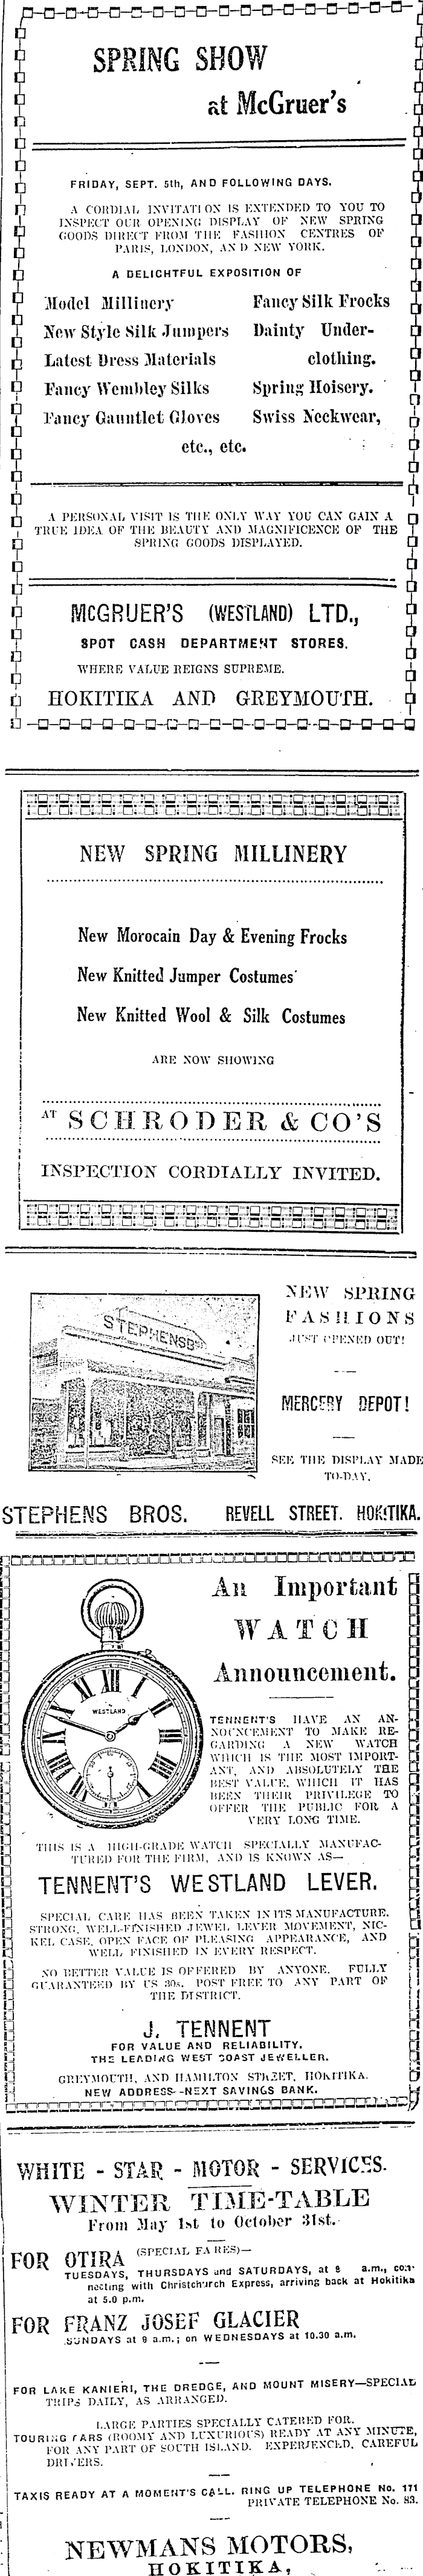 SPRING SHOW
at McGruer's
FRIDAY, SEPT. 5th, AND FOLLOWING DAYS.
A CORDIAL INVITATION IS EXTENDED TO YOU TO
INSPECT OUR OPENING DISPLAY OF NEW SPRING
GOODS DIRECT FROM THE FASHION CENTRES OF
PARIS, LONDON, AND NEW YORK.
A DELIGHTFUL EXPOSITION OF
Model Millinery
New Style Silk Jumpers
Latest Dress Materials
Fancy Wembley Silks
Fancy Gauntlet Gloves
Fancy Silk Frocks
Dainty Under-
clothing.
Spring Hoisery.
Swiss Neckwear,
etc., etc.
A PERSONAL VISIT IS THE ONLY WAY YOU CAN GAIN A
TRUE IDEA OF THE BEAUTY AND MAGNIFICENCE OF THE
SPRING GOODS DISPLAYED.
McGRUER'S (WESTLAND) LTD.,
SPOT CASH DEPARTMENT STORES.
WHERE VALUE REIGNS SUPREME.
HOKITIKA AND GREYMOUTH.
NEW SPRING MILLINERY
New Morocain Day & Evening Frocks
New Knitted Jumper Costumes
New Knitted Wool & Silk Costumes
ARE NOW SHOWING
AT SCHRODER & CO'S
INSPECTION CORDIALLY INVITED.
STEPHENS BROS
NEW SPRING
FASHIONS
JUST OPENED OUT!
MERCERY DEPOT!
SEE THE DISPLAY MADE
TO-DAY.
STEPHENS BROS. REVELL STREET. HOKITIKA.
An Important
WATCH
Announcement.
WESTLAND
TENNENT'S HAVE AN AN-
NOUNCEMENT TO MAKE RE-
GARDING A NEW WATCH
WHICH IS THE MOST IMPORT-
ANT, AND ABSOLUTELY THE
BEST VALUE, WHICH IT HAS
BEEN THEIR PRIVILEGE TO
OFFER THE PUBLIC FOR A
VERY LONG TIME.
THIS IS A HIGH-GRADE WATCH SPECIALLY MANUFAC-
TURED FOR THE FIRM, AND IS KNOWN AS—
TENNENT'S WESTLAND LEVER.
SPECIAL CARE HAS BEEN TAKEN IN ITS MANUFACTURE.
STRONG, WELL-FINISHED JEWEL LEVER MOVEMENT, NIC-
KEL CASE, OPEN FACE OF PLEASING APPEARANCE, AND
WELL FINISHED IN EVERY RESPECT.
NO BETTER VALUE IS OFFERED BY ANYONE. FULLY
GUARANTEED BY US 30s. POST FREE TO ANY PART OF
THE DISTRICT.
J. TENNENT
FOR VALUE AND RELIABILITY.
THE LEADING WEST COAST JEWELLER.
GREYMOUTH, AND HAMILTON STREET, HOKITIKA.
NEW ADDRESS--NEXT SAVINGS BANK.
WHITE - STAR - MOTOR - SERVICES.
WINTER TIME-TABLE
From May 1st to October 31st.
FOR OTIRA (SPECIAL FARES)—
TUESDAYS, THURSDAYS and SATURDAYS, at 8 a.m., con-
necting with Christchurch Express, arriving back at Hokitika
at 5.0 p.m.
FOR FRANZ JOSEF GLACIER
SUNDAYS at 9 a.m.; on WEDNESDAYS at 10.30 a.m.
FOR LAKE KANIERI, THE DREDGE, AND MOUNT MISERY—SPECIAL
TRIPS DAILY, AS ARRANGED.
LARGE PARTIES SPECIALLY CATERED FOR.
TOURING CARS (ROOMY AND LUXURIOUS) READY AT ANY MINUTE,
FOR ANY PART OF SOUTH ISLAND. EXPERIENCED, CAREFUL
DRIVERS.
TAXIS READY AT A MOMENT'S CALL. RING UP TELEPHONE No. 171
PRIVATE TELEPHONE No. 83.
NEWMANS MOTORS,
HOKITIKA,